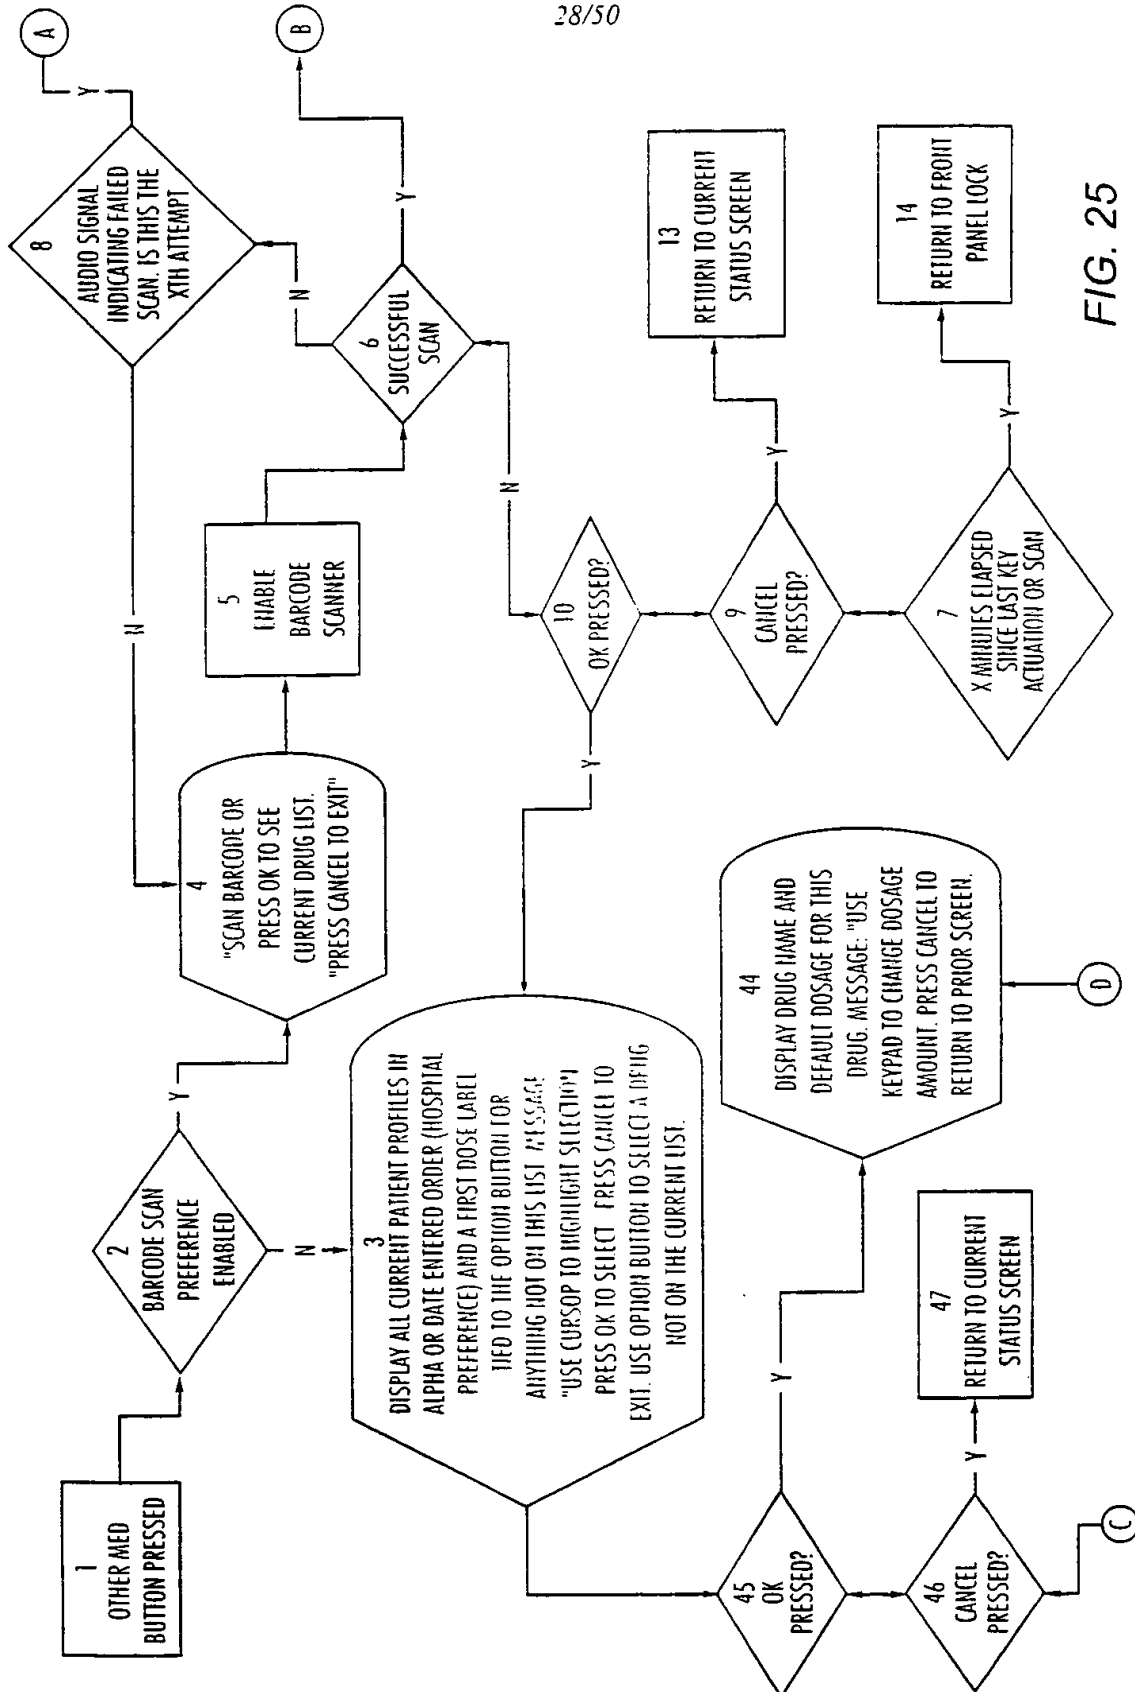 28/50
1
OTHER MED
BUTTON PRESSED
2
BARCODE SCAN
PREFERENCE
ENABLED
Y
N
3
DISPLAY ALL CURRENT PATIENT PROFILES IN
ALPHA OR DATE ENTERED ORDER (HOSPITAL
PREFERENCE) AND A FIRST DOSE LABEL
TIED TO THE OPTION BUTTON FOR
ANYTHING NOT ON THIS LIST MESSAGE
"USE CURSOP TO HIGHLIGHT SELECTION
PRESS OK TO SELECT PRESS CANCEL TO
EXIT. USE OPTION BUTTON TO SELECT A DRUG
NOT ON THE CURRENT LIST.
4
"SCAN BARCODE OR
PRESS OK TO SEE
CURRENT DRUG LIST.
"PRESS CANCEL TO EXIT"
5
ENABLE
BARCODE
SCANNER
6
SUCCESSFUL
SCAN
Y
B
N
8
AUDIO SIGNAL
INDICATING FAILED
SCAN. IS THIS THE
XTH ATTEMPT
Y
A
N
N
10
OK PRESSED?
Y
9
CANCEL
PRESSED?
Y
13
RETURN TO CURRENT
STATUS SCREEN
7
X MINUTES ELAPSED
SINCE LAST KEY
ACTUATION OR SCAN
Y
14
RETURN TO FRONT
PANEL LOCK
45
OK
PRESSED?
Y
44
DISPLAY DRUG NAME AND
DEFAULT DOSAGE FOR THIS
DRUG. MESSAGE: "USE
KEYPAD TO CHANGE DOSAGE
AMOUNT. PRESS CANCEL TO
RETURN TO PRIOR SCREEN.
D
46
CANCEL
PRESSED?
Y
47
RETURN TO CURRENT
STATUS SCREEN
C
FIG. 25